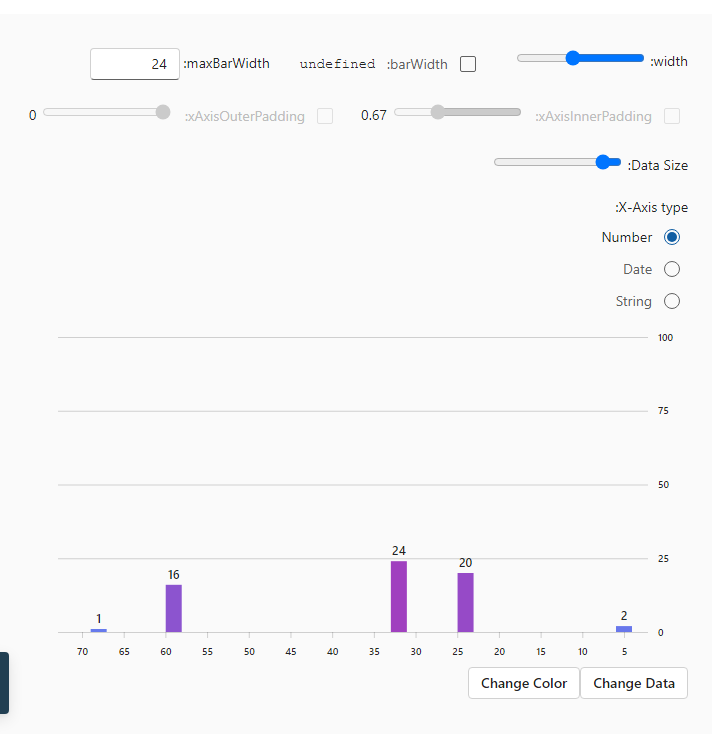 width:
barWidth: undefined
maxBarWidth: 24
xAxisInnerPadding: 0.67
xAxisOuterPadding: 0
Data Size:
X-Axis type:
Number
Date
String
100
75
50
25
0
24
20
16
2
1
70 65 60 55 50 45 40 35 30 25 20 15 10 5
Change Color Change Data